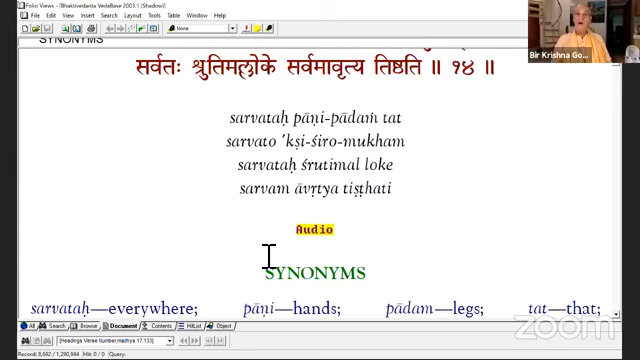 Folio Views - [Bhaktivedanta VedaBase - 2003.1 (Shadow)]
File Edit View Search Layout Insert Tools Window Help
<None>
Bir Krishna Go...
SYNONYMS
सर्वतः श्रुतिमल्लोके सर्वमावृत्य तिष्ठति ॥ १४ ॥
sarvataḥ pāṇi-pādaṁ tat
sarvato 'kṣi-śiro-mukham
sarvataḥ śrutimal loke
sarvam āvṛtya tiṣṭhati
Audio
SYNONYMS
sarvataḥ—everywhere; pāṇi—hands; pādam—legs; tat—that;
All Browse Search Document Contents HitList Object
[Headings Verse Number:madhya 17.133]
Record: 8,682 / 1,290,944 Hit: 0 / 0
zoom